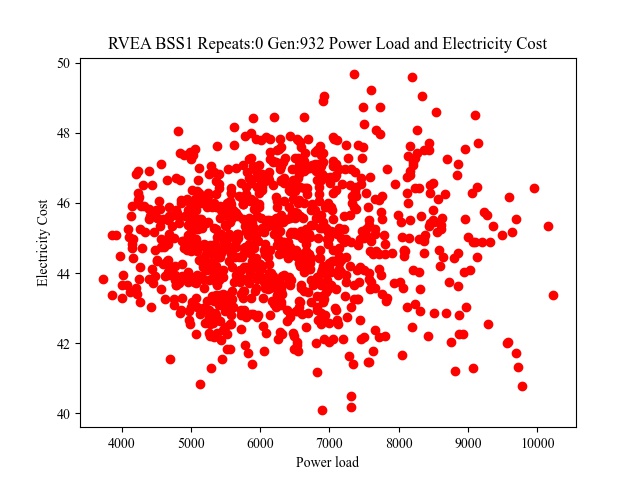 RVEA BSS1 Repeats:0 Gen:932 Power Load and Electricity Cost
50
48
46
44
42
40
Electricity Cost
4000 5000 6000 7000 8000 9000 10000
Power load